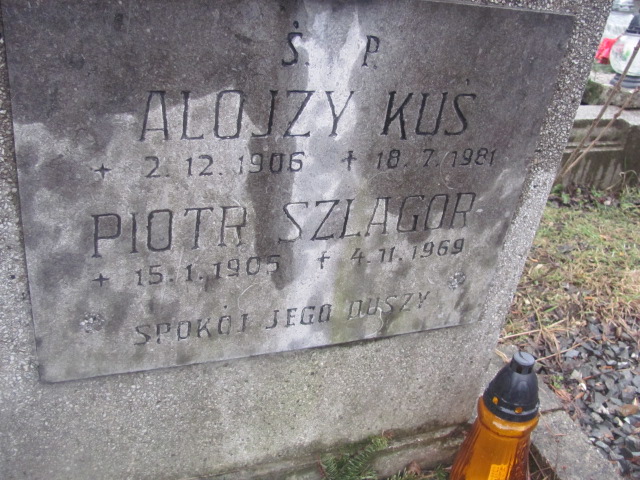 Ś. P.
ALOJZY KUŚ
+ 2.12.1906 + 18.7.1981
PIOTR SZLAGOR
+ 15.1.1905 + 4.11.1969
SPOKÓJ JEGO DUSZY